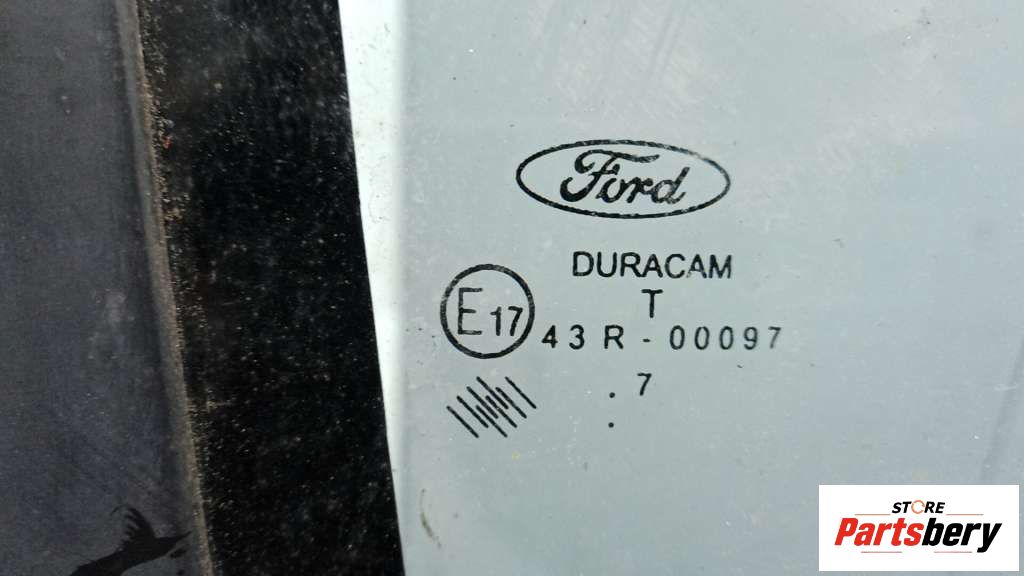 Ford
DURACAM
T
E17
43R-00097
. 7
.
STORE
Partsbery